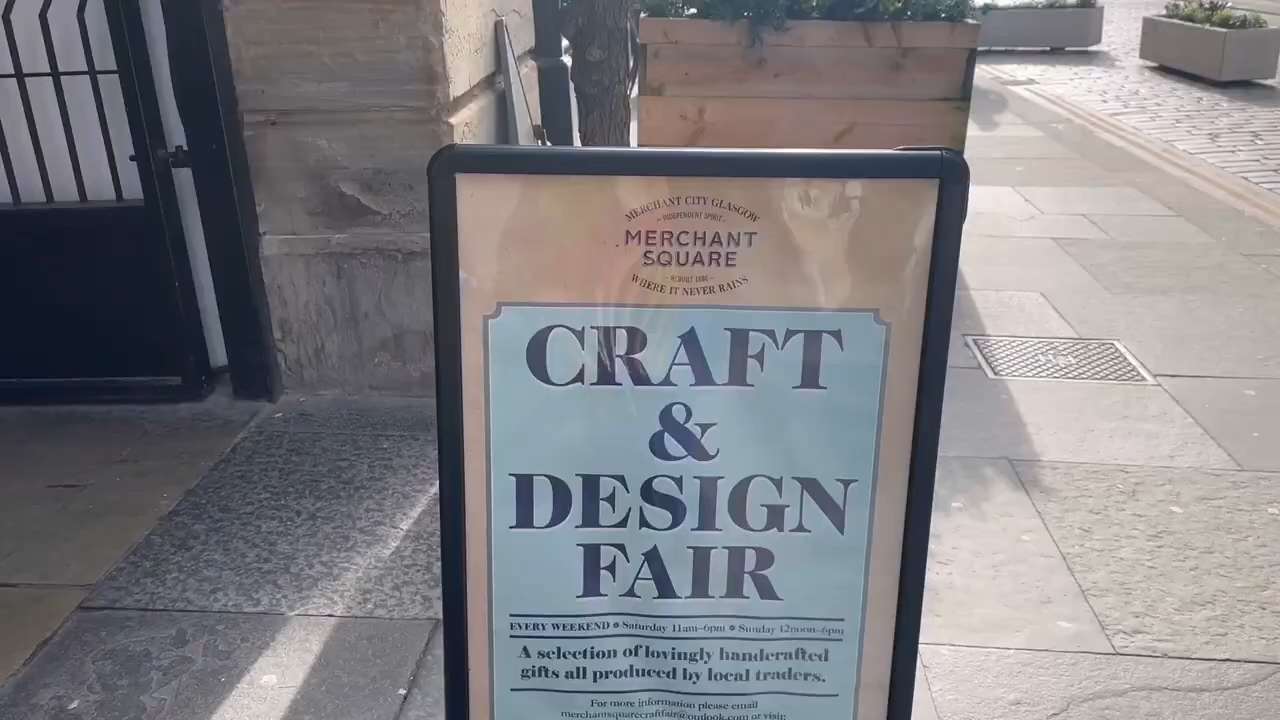 MERCHANT CITY GLASGOW
INDEPENDENT SPIRIT
MERCHANT
SQUARE
REBUILT 1886
WHERE IT NEVER RAINS
CRAFT
&
DESIGN
FAIR
EVERY WEEKEND * Saturday 11am–6pm * Sunday 12noon–6pm
A selection of lovingly handcrafted
gifts all produced by local traders.
For more information please email
merchantsquarecraftfair@outlook.com or visit: